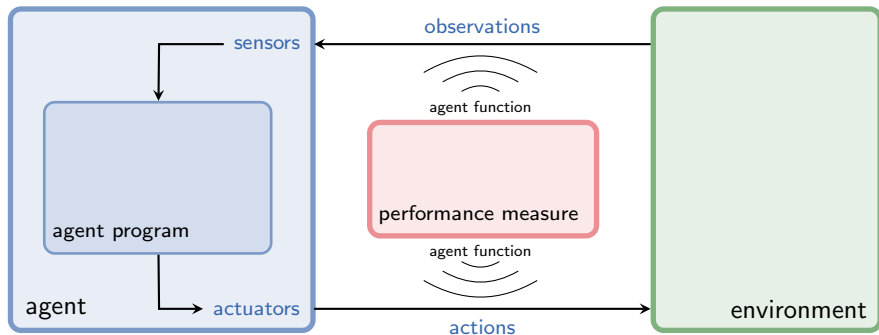 observations
sensors
agent function
agent program
performance measure
agent function
agent
actuators
environment
actions